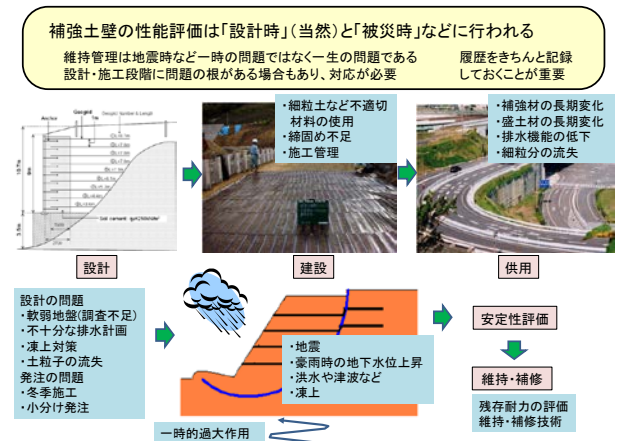 補強土壁の性能評価は「設計時」(当然)と「被災時」などに行われる
維持管理は地震時など一時の問題ではなく一生の問題である
設計・施工段階に問題の根がある場合もあり、対応が必要
履歴をきちんと記録
しておくことが重要
・細粒土など不適切
材料の使用
・締固め不足
・施工管理
・補強材の長期変化
・盛土材の長期変化
・排水機能の低下
・細粒分の流失
設計
建設
供用
設計の問題
・軟弱地盤(調査不足)
・不十分な排水計画
・凍上対策
・土粒子の流失
発注の問題
・冬季施工
・小分け発注
・地震
・豪雨時の地下水位上昇
・洪水や津波など
・凍上
一時的過大作用
安定性評価
維持・補修
残存耐力の評価
維持・補修技術